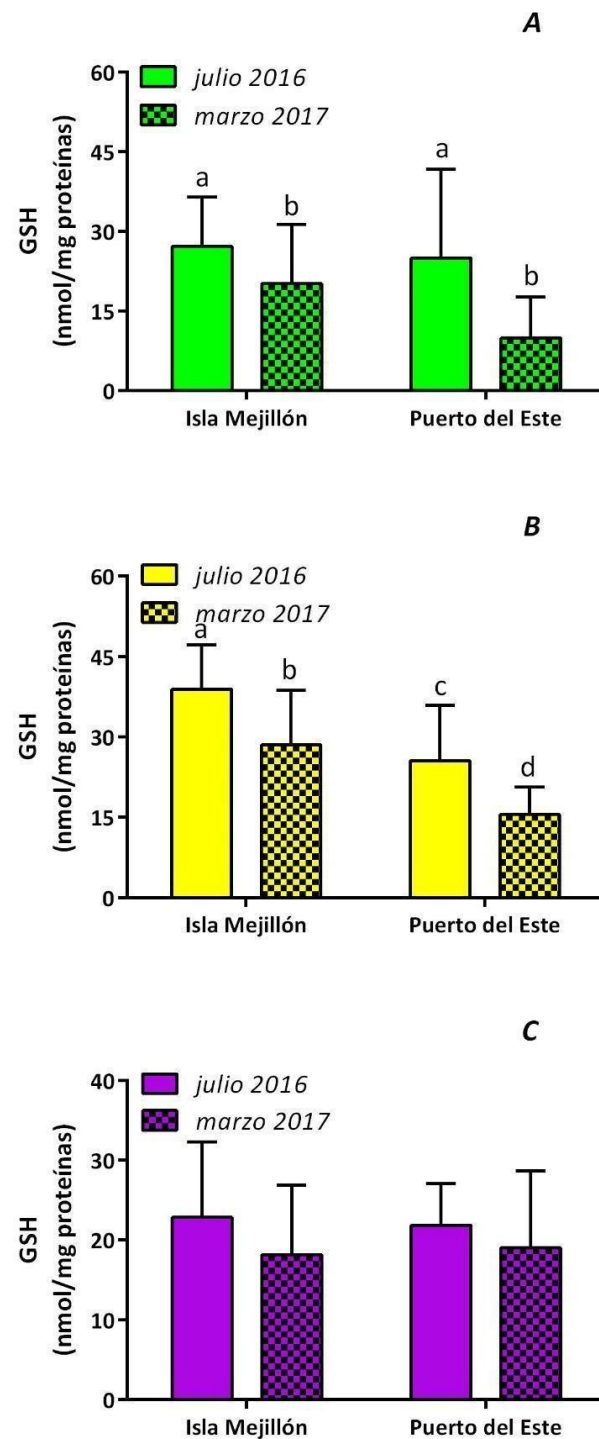 A
60
julio 2016
marzo 2017
45
a
a
b
30
b
15
0
GSH
(nmol/mg proteínas)
Isla Mejillón
Puerto del Este
B
60
julio 2016
marzo 2017
a
45
b
c
30
d
15
0
GSH
(nmol/mg proteínas)
Isla Mejillón
Puerto del Este
C
40
julio 2016
marzo 2017
30
20
10
0
GSH
(nmol/mg proteínas)
Isla Mejillón
Puerto del Este